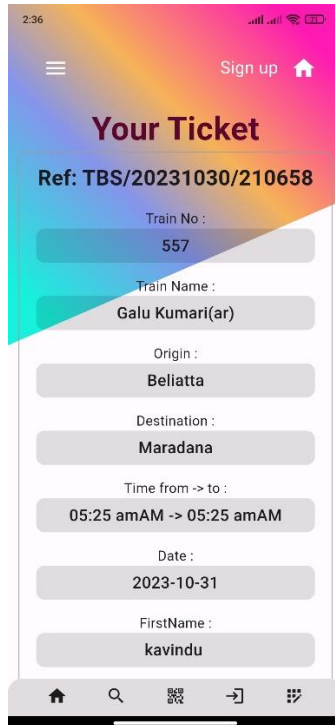 2:36
71
Sign up
Your Ticket
Ref: TBS/20231030/210658
Train No :
557
Train Name :
Galu Kumari(ar)
Origin :
Beliatta
Destination :
Maradana
Time from -> to :
05:25 amAM -> 05:25 amAM
Date :
2023-10-31
FirstName :
kavindu